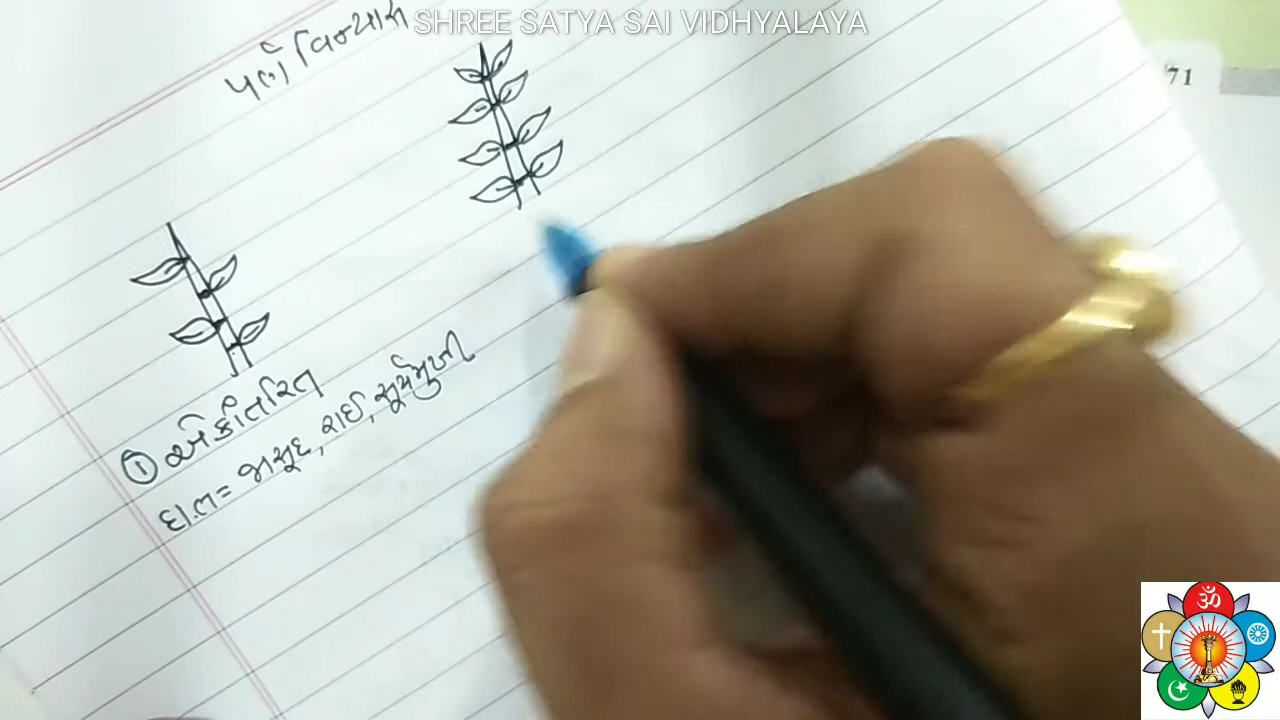 SHREE SATYA SAI VIDHYALAYA
પર્ણ વિન્યાસ
71
① એકાંતરિત
દા.ત.= જાસૂદ, રાઈ, સૂર્યમુખી